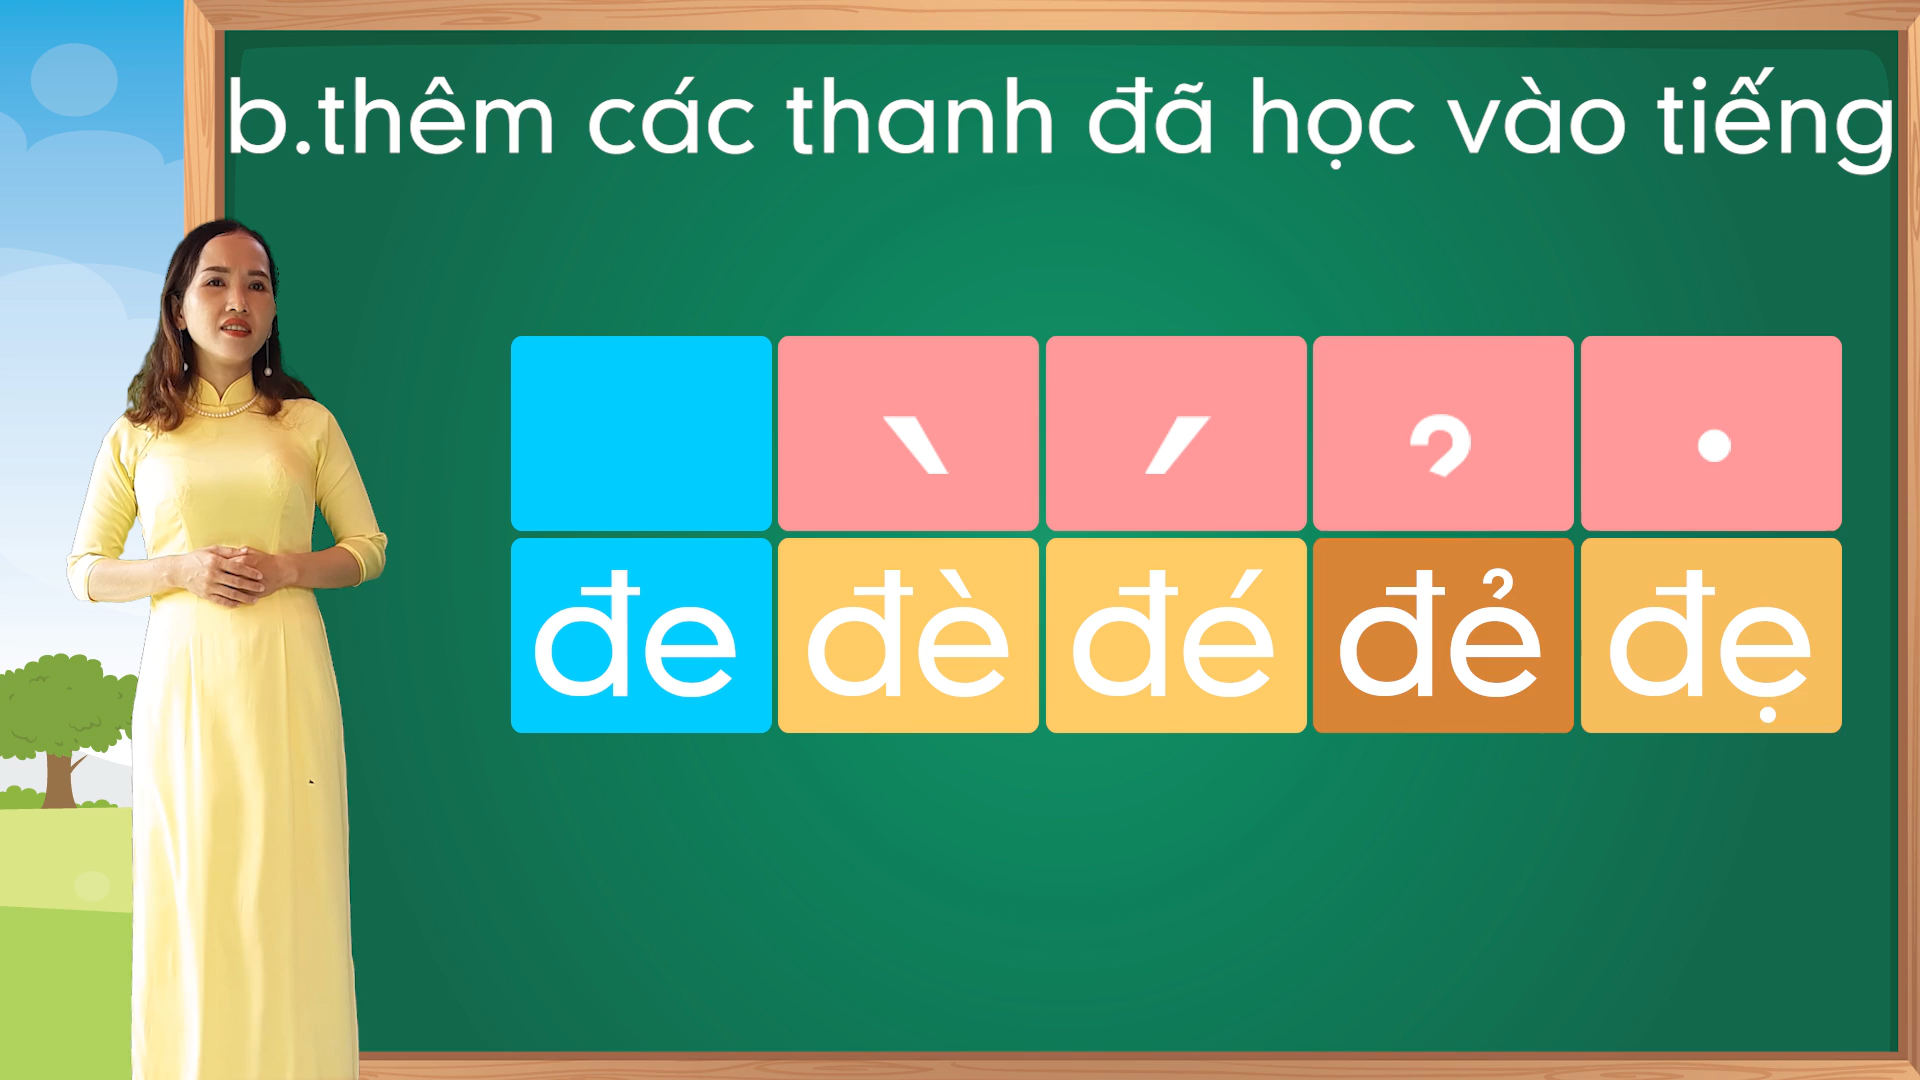 b.thêm các thanh đã học vào tiếng
ˋ ˊ ̉ •
đe đè đé đẻ đẹ